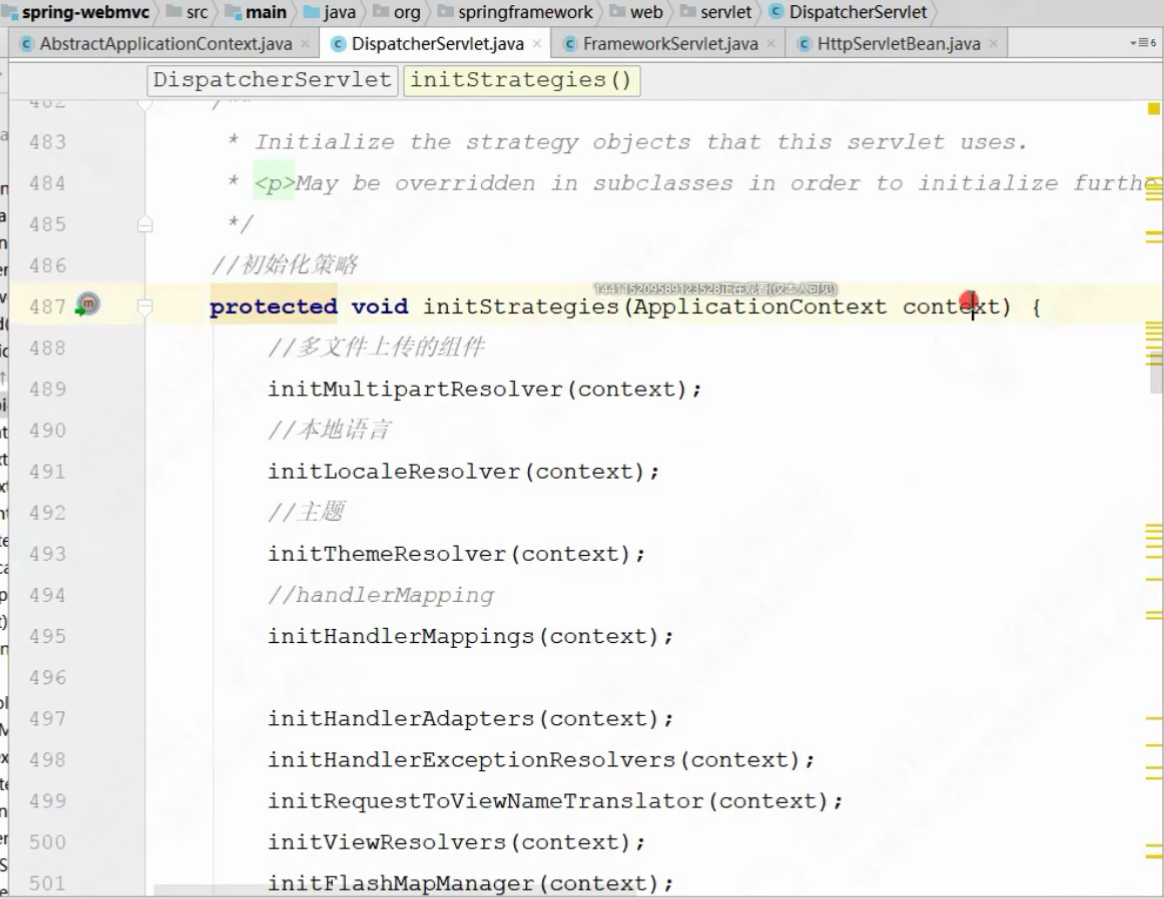 spring-webmvc src main java org springframework web servlet DispatcherServlet
AbstractApplicationContext.java DispatcherServlet.java FrameworkServlet.java HttpServletBean.java 6
DispatcherServlet initStrategies()
482 /**
483 * Initialize the strategy objects that this servlet uses.
484 * <p>May be overridden in subclasses in order to initialize furthe
485 */
486 //初始化策略
487 protected void initStrategies(ApplicationContext context) {
488 //多文件上传的组件
489 initMultipartResolver(context);
490 //本地语言
491 initLocaleResolver(context);
492 //主题
493 initThemeResolver(context);
494 //handlerMapping
495 initHandlerMappings(context);
496
497 initHandlerAdapters(context);
498 initHandlerExceptionResolvers(context);
499 initRequestToViewNameTranslator(context);
500 initViewResolvers(context);
501 initFlashMapManager(context);